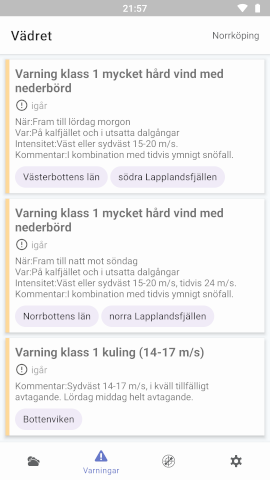 21:57
Vädret
Norrköping
Varning klass 1 mycket hård vind med
nederbörd
igår
När:Fram till lördag morgon
Var:På kalfjället och i utsatta dalgångar
Intensitet:Väst eller sydväst 15-20 m/s.
Kommentar:I kombination med tidvis ymnigt snöfall.
Västerbottens län
södra Lapplandsfjällen
Varning klass 1 mycket hård vind med
nederbörd
igår
När:Fram till natt mot söndag
Var:På kalfjället och i utsatta dalgångar
Intensitet:Väst eller sydväst 15-20 m/s, tidvis 24 m/s.
Kommentar:I kombination med tidvis ymnigt snöfall.
Norrbottens län
norra Lapplandsfjällen
Varning klass 1 kuling (14-17 m/s)
igår
Kommentar:Sydväst 14-17 m/s, i kväll tillfälligt
avtagande. Lördag middag helt avtagande.
Bottenviken
Varningar